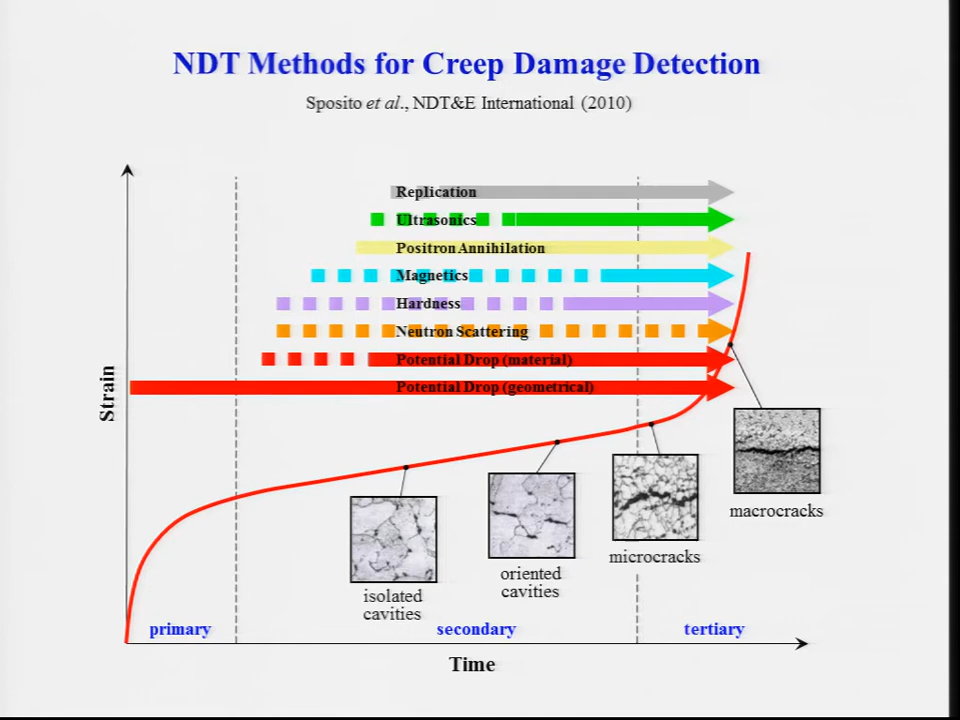 NDT Methods for Creep Damage Detection
Sposito et al., NDT&E International (2010)
Replication
Ultrasonics
Positron Annihilation
Magnetics
Hardness
Neutron Scattering
Potential Drop (material)
Potential Drop (geometrical)
Strain
macrocracks
microcracks
oriented
cavities
isolated
cavities
primary
secondary
tertiary
Time